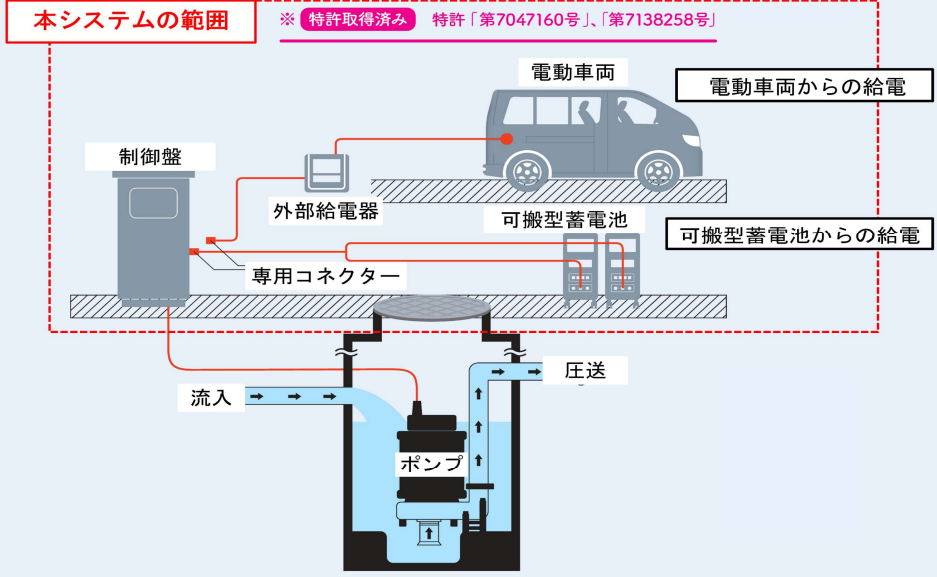 本システムの範囲
※ 特許取得済み 特許「第7047160号」、「第7138258号」
電動車両
電動車両からの給電
制御盤
外部給電器
可搬型蓄電池
可搬型蓄電池からの給電
専用コネクター
流入
圧送
ポンプ